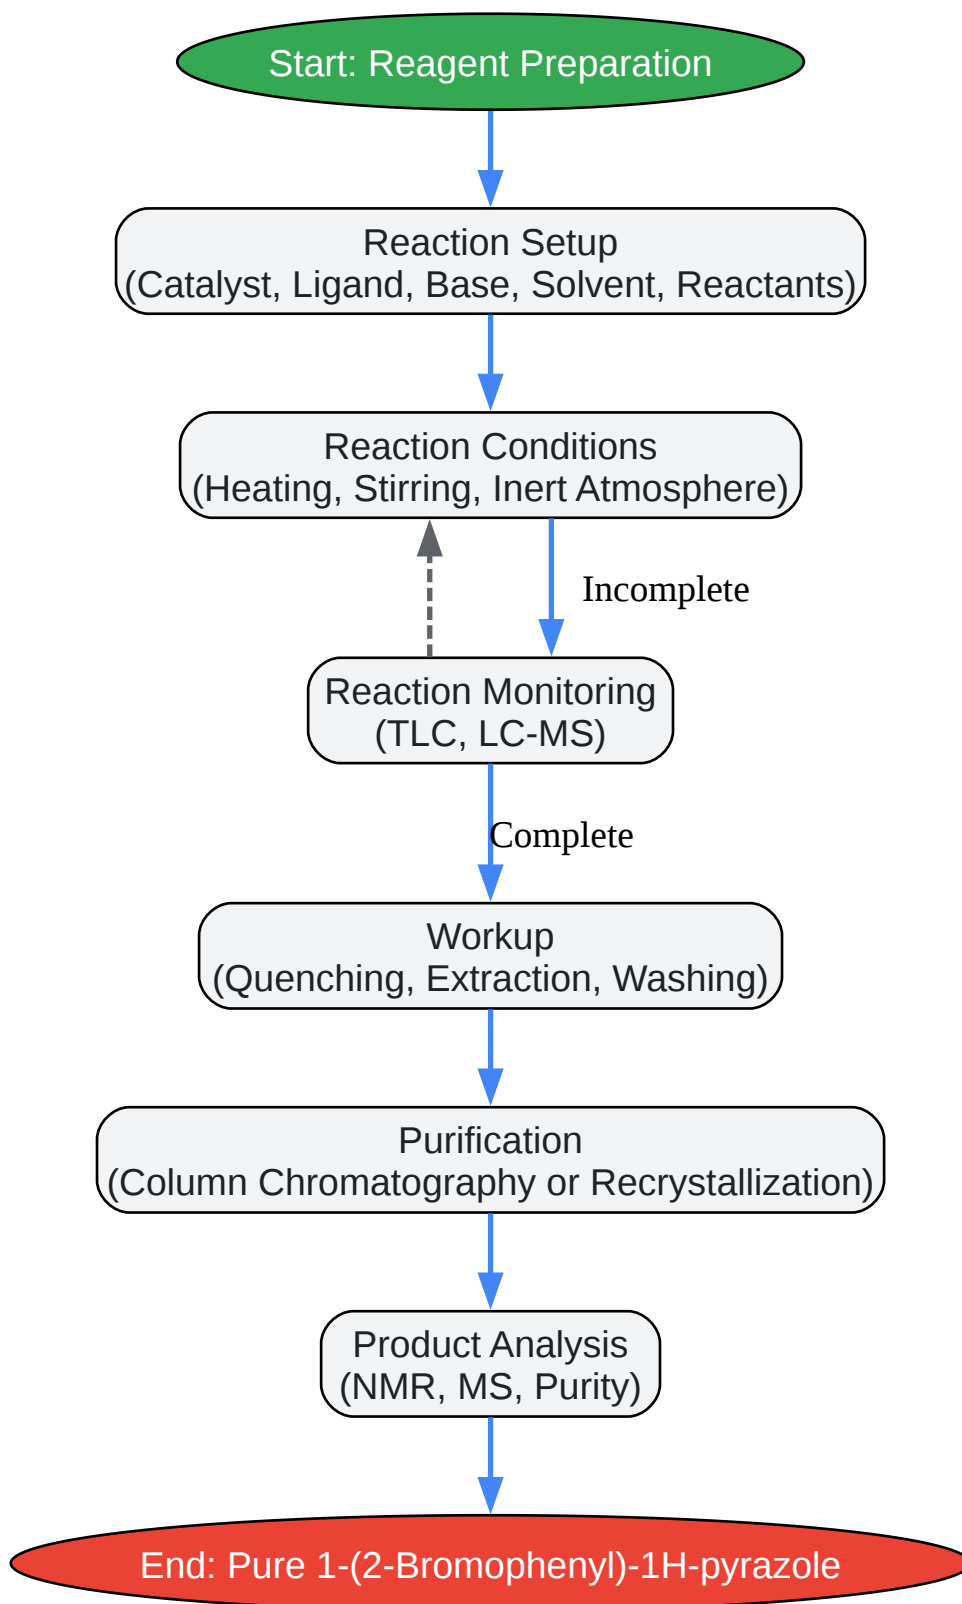 Start: Reagent Preparation
Reaction Setup
(Catalyst, Ligand, Base, Solvent, Reactants)
Reaction Conditions
(Heating, Stirring, Inert Atmosphere)
Incomplete
Reaction Monitoring
(TLC, LC-MS)
Complete
Workup
(Quenching, Extraction, Washing)
Purification
(Column Chromatography or Recrystallization)
Product Analysis
(NMR, MS, Purity)
End: Pure 1-(2-Bromophenyl)-1H-pyrazole